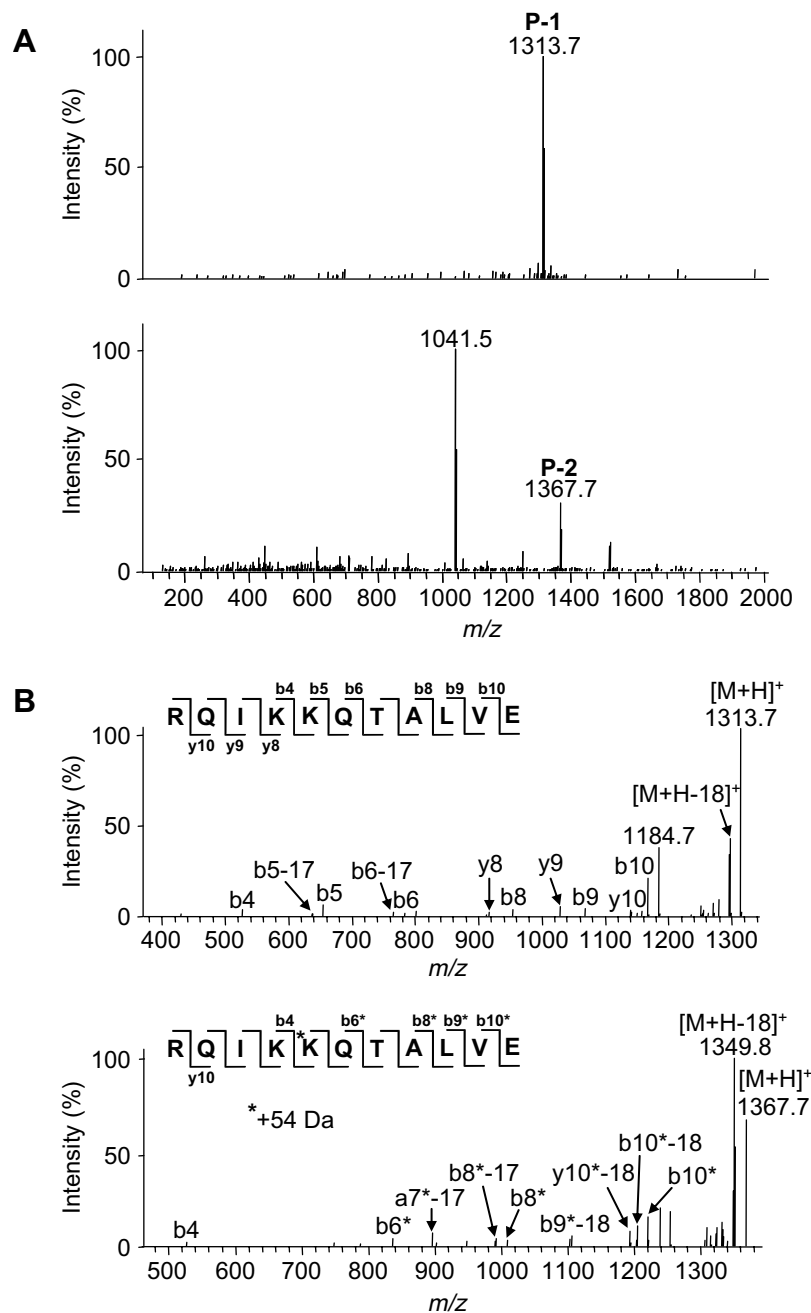 A
P-1
1313.7
100
50
0
Intensity (%)
1041.5
P-2
1367.7
100
50
0
Intensity (%)
200 400 600 800 1000 1200 1400 1600 1800 2000
m/z
B
b4 b5 b6 b8 b9 b10
R Q I K K Q T A L V E
y10 y9 y8
[M+H]+
1313.7
[M+H-18]+
1184.7
100
50
0
Intensity (%)
b4 b5-17 b5 b6-17 b6 y8 b8 y9 b9 y10 b10
400 500 600 700 800 900 1000 1100 1200 1300
m/z
b4 b6* b8* b9* b10*
R Q I K *K Q T A L V E
y10
*+54 Da
[M+H-18]+
1349.8
[M+H]+
1367.7
100
50
0
Intensity (%)
b4 b6* a7*-17 b8*-17 b8* b9*-18 y10*-18 b10*-18 b10*
500 600 700 800 900 1000 1100 1200 1300
m/z